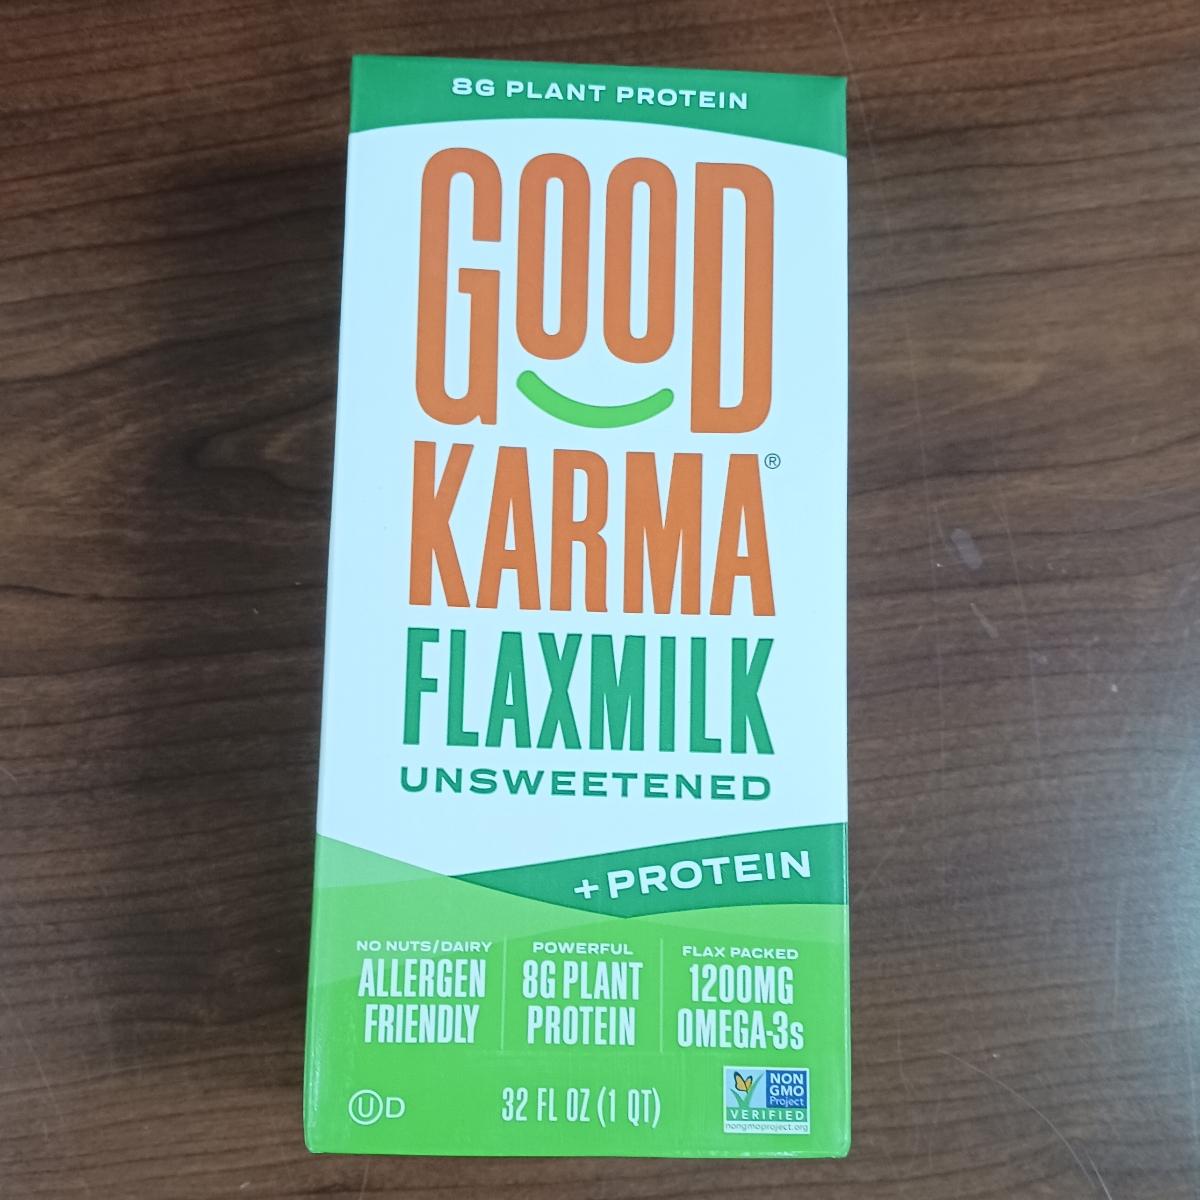 8G PLANT PROTEIN
GOOD
KARMA®
FLAXMILK
UNSWEETENED
+ PROTEIN
NO NUTS/DAIRY
ALLERGEN
FRIENDLY
POWERFUL
8G PLANT
PROTEIN
FLAX PACKED
1200MG
OMEGA-3s
UD
32 FL OZ (1 QT)
NON
GMO
Project
VERIFIED
nongmoproject.org